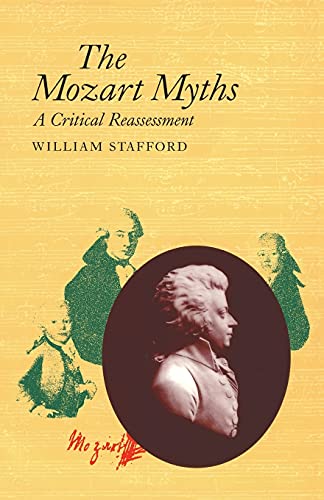 The
Mozart Myths
A Critical Reassessment
WILLIAM STAFFORD
Mozart